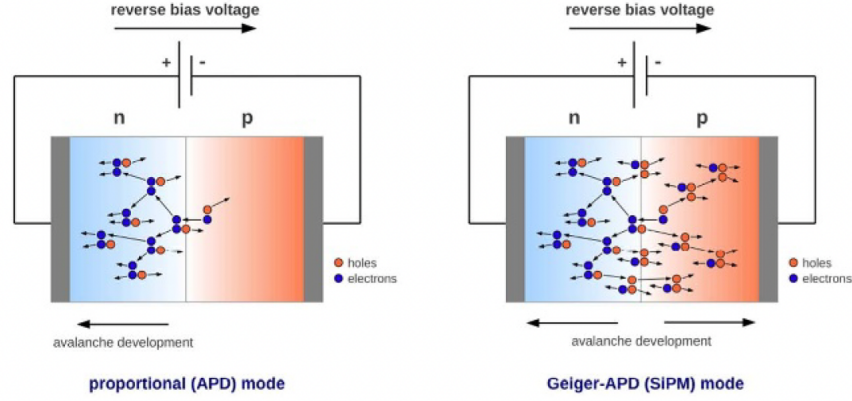 reverse bias voltage
+ -
n p
holes
electrons
avalanche development
proportional (APD) mode
reverse bias voltage
+ -
n p
holes
electrons
avalanche development
Geiger-APD (SiPM) mode